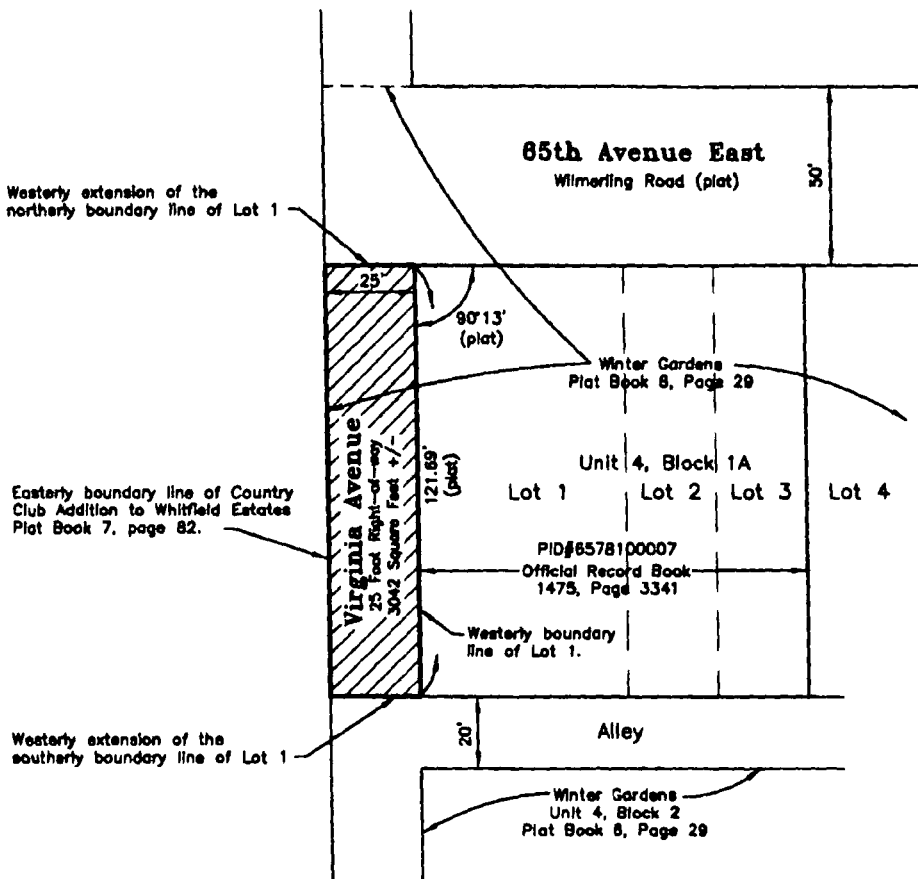 65th Avenue East
Wilmerling Road (plat)
50'
Westerly extension of the
northerly boundary line of Lot 1
25'
90°13'
(plat)
Winter Gardens
Plat Book 8, Page 29
Virginia Avenue
25 Foot Right-of-way
3042 Square Feet +/-
121.69'
(plat)
Unit 4, Block 1A
Lot 1
Lot 2
Lot 3
Lot 4
Easterly boundary line of Country
Club Addition to Whitfield Estates
Plat Book 7, page 82.
PID#6578100007
Official Record Book
1475, Page 3341
Westerly boundary
line of Lot 1.
Westerly extension of the
southerly boundary line of Lot 1
20'
Alley
Winter Gardens
Unit 4, Block 2
Plat Book 8, Page 29